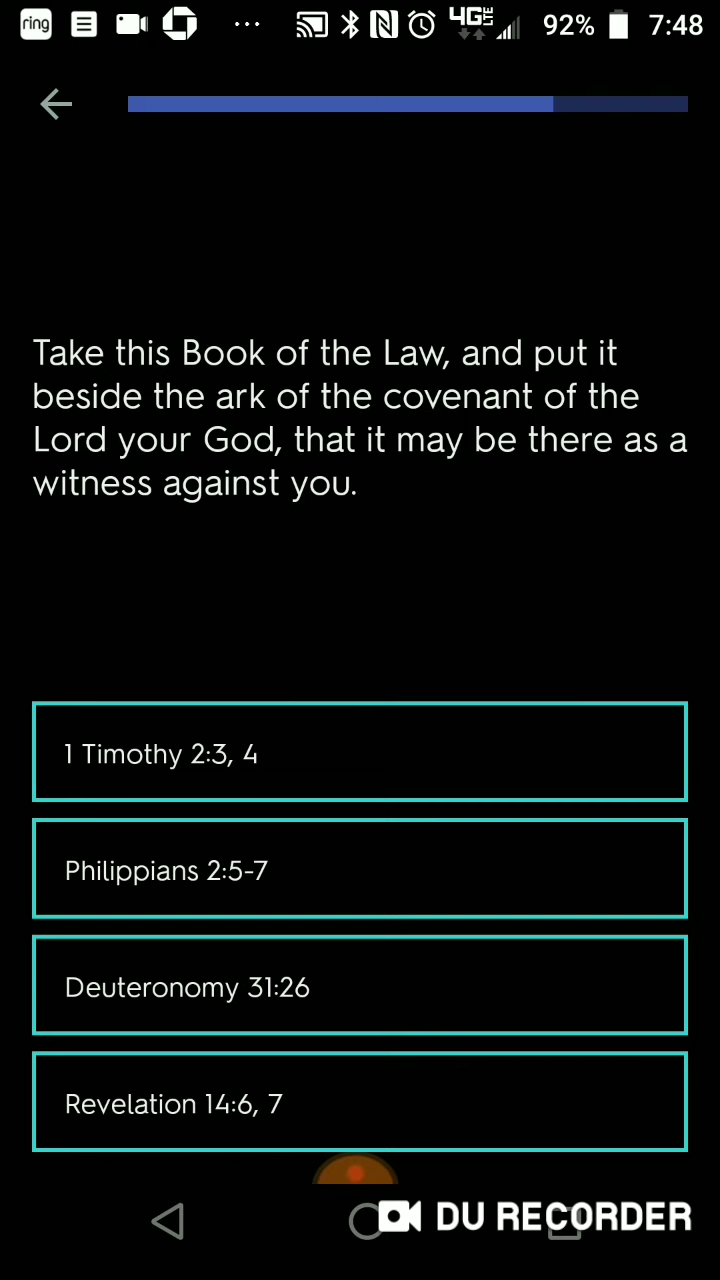 ring
4G LTE 92% 7:48
Take this Book of the Law, and put it
beside the ark of the covenant of the
Lord your God, that it may be there as a
witness against you.
1 Timothy 2:3, 4
Philippians 2:5-7
Deuteronomy 31:26
Revelation 14:6, 7
DU RECORDER